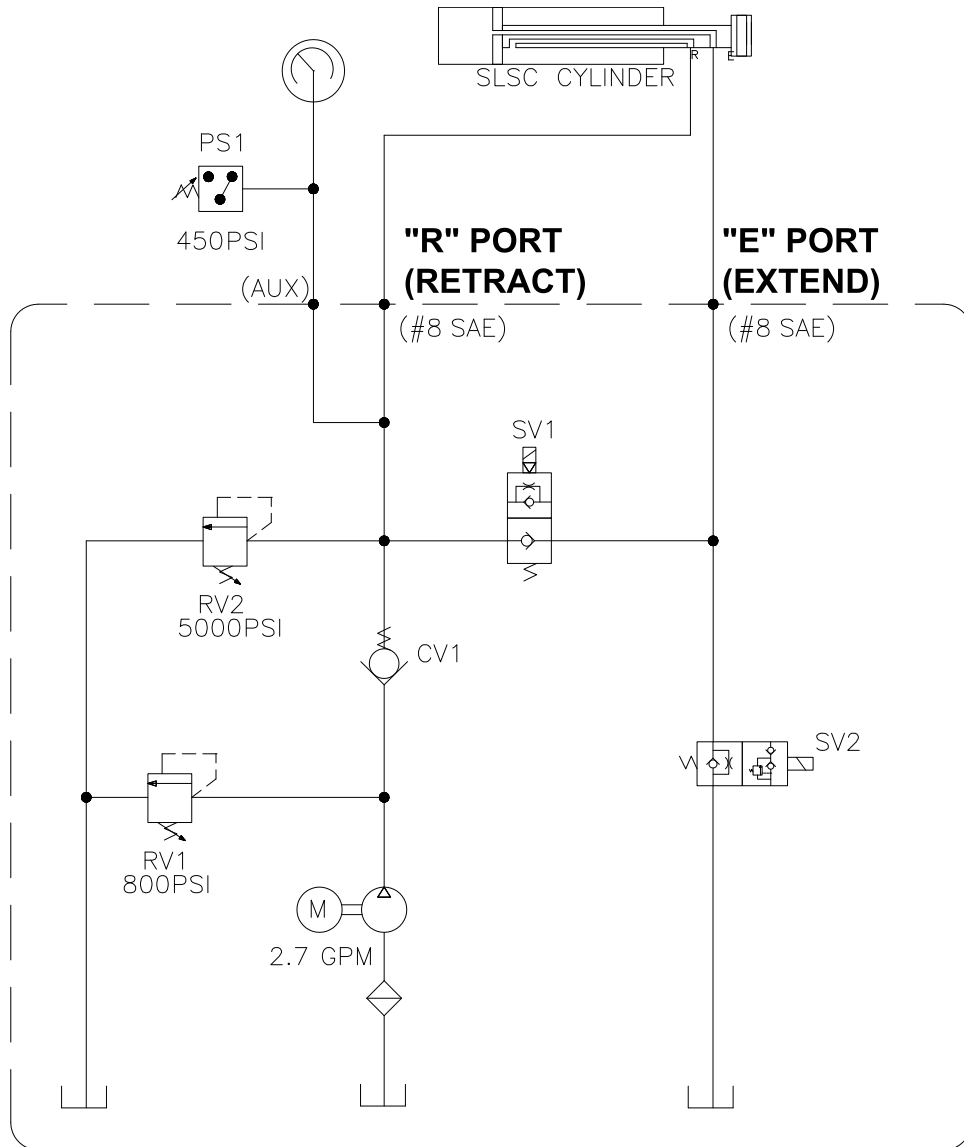 R E
SLSC CYLINDER
PS1
450PSI
"R" PORT
(RETRACT)
"E" PORT
(EXTEND)
(AUX)
(#8 SAE)
(#8 SAE)
SV1
RV2
5000PSI
CV1
SV2
RV1
800PSI
M
2.7 GPM